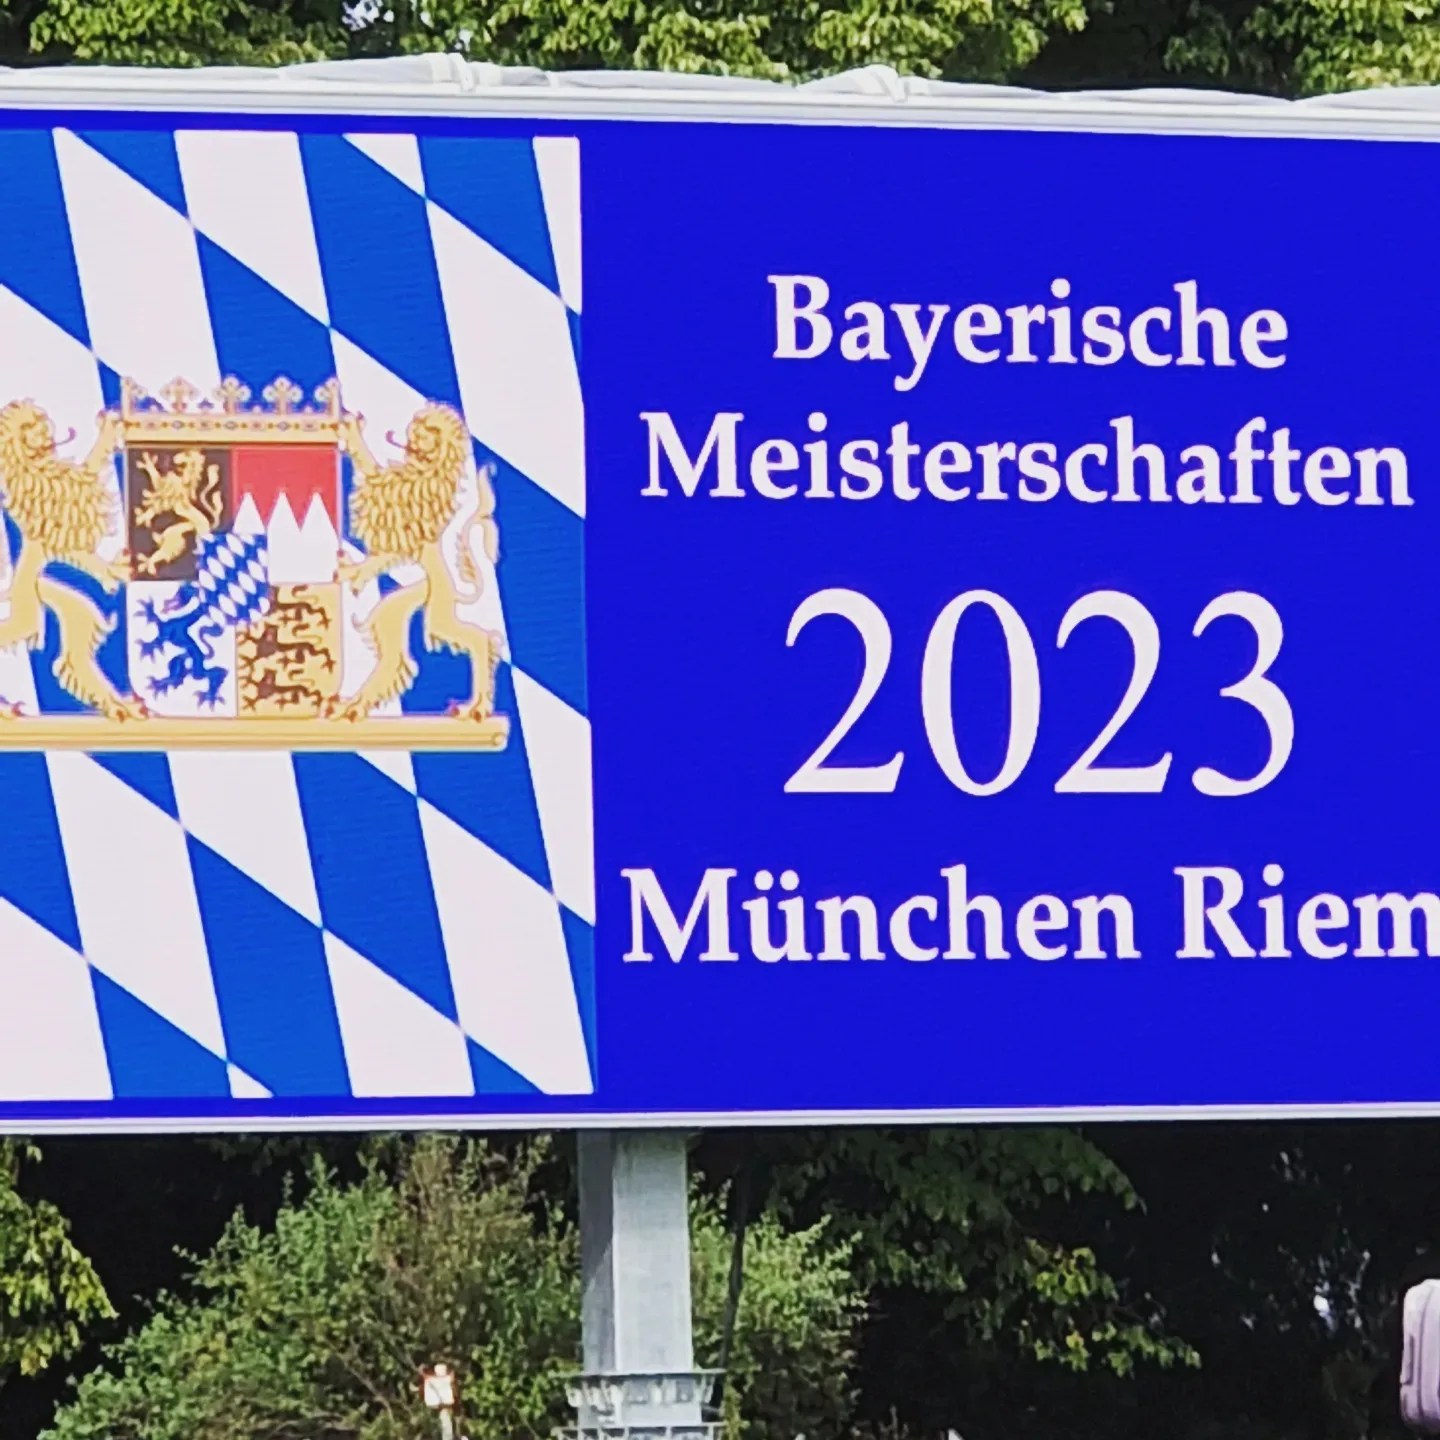 Bayerische
Meisterschaften
2023
München Riem